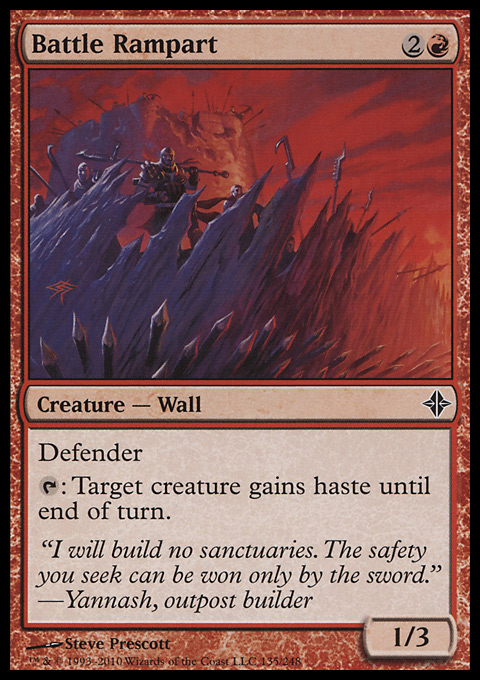 Battle Rampart
2
Creature — Wall
Defender
: Target creature gains haste until
end of turn.
“I will build no sanctuaries. The safety
you seek can be won only by the sword.”
—Yannash, outpost builder
Steve Prescott
1/3
™ & © 1993–2010 Wizards of the Coast LLC 135/248